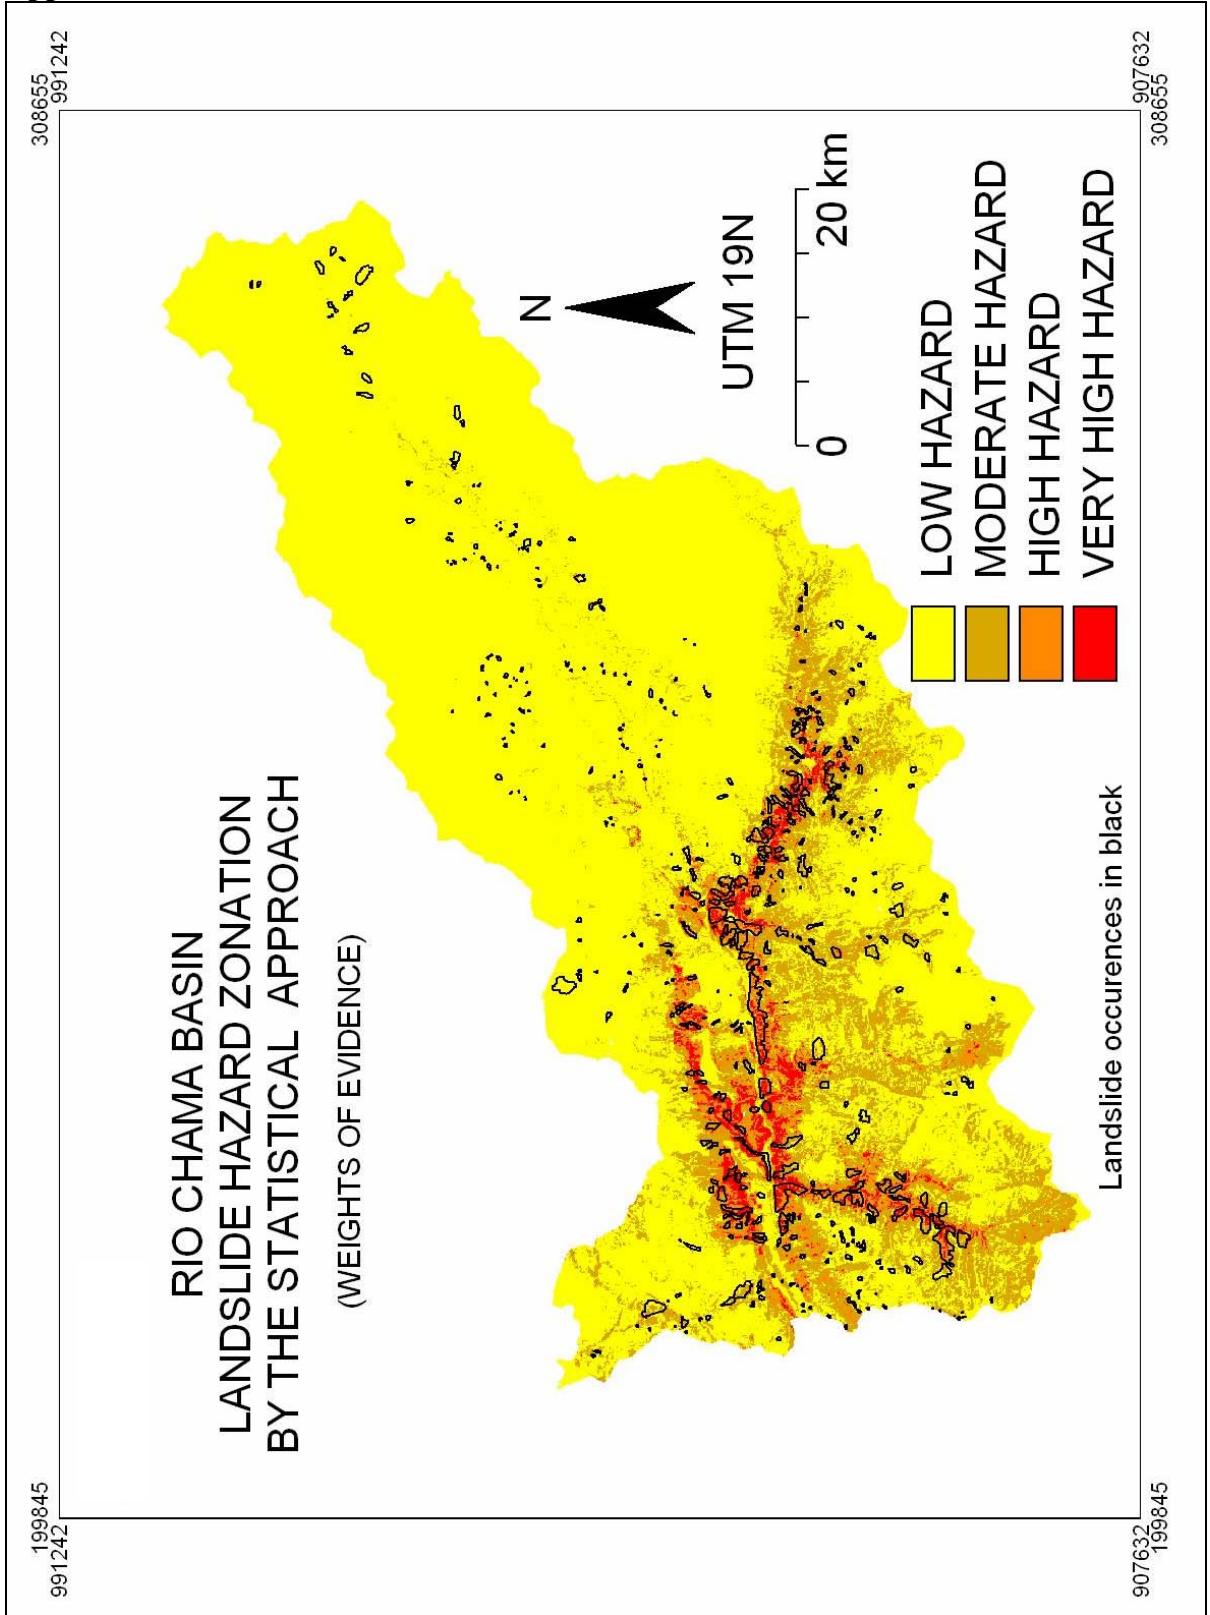 199845
991242
308655
991242
RIO CHAMA BASIN
LANDSLIDE HAZARD ZONATION
BY THE STATISTICAL APPROACH
(WEIGHTS OF EVIDENCE)
N
UTM 19N
0 20 km
LOW HAZARD
MODERATE HAZARD
HIGH HAZARD
VERY HIGH HAZARD
Landslide occurences in black
907632
199845
907632
308655